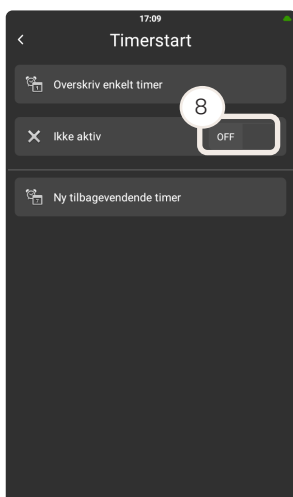 17:09
Timerstart
Overskriv enkelt timer
8
Ikke aktiv OFF
Ny tilbagevendende timer